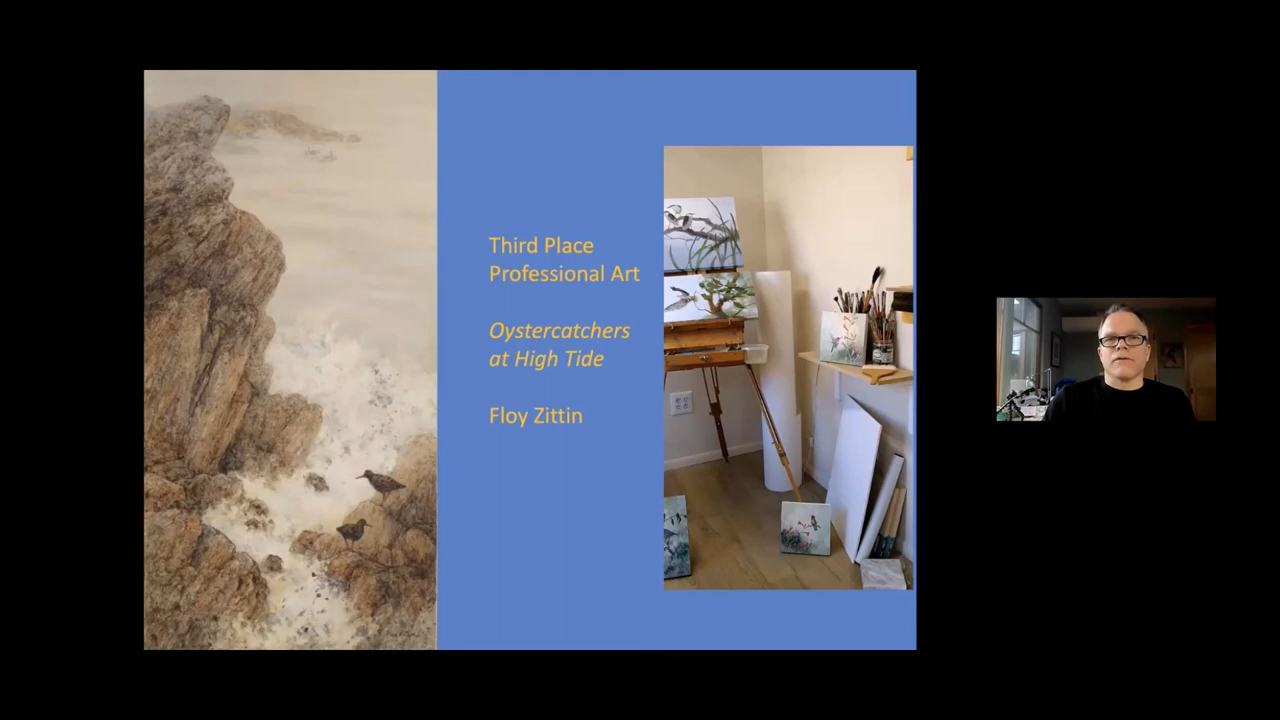 Third Place
Professional Art
Oystercatchers
at High Tide
Floy Zittin